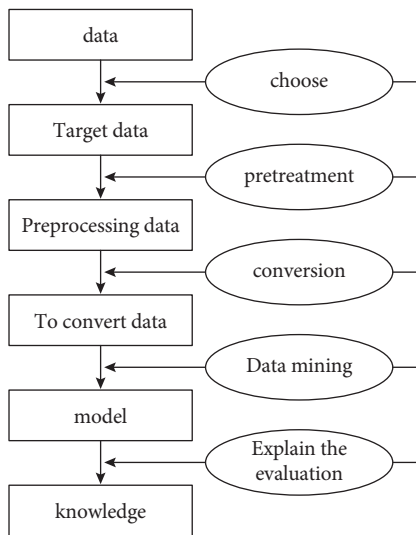 data
choose
Target data
pretreatment
Preprocessing data
conversion
To convert data
Data mining
model
Explain the
evaluation
knowledge